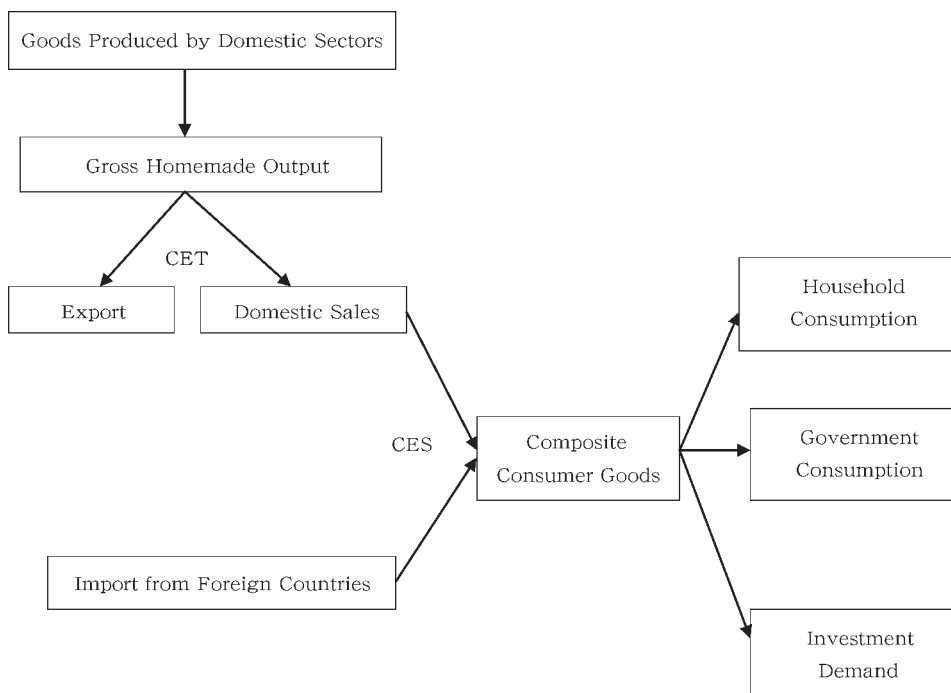 Goods Produced by Domestic Sectors
Gross Homemade Output
CET
Export
Domestic Sales
Household
Consumption
CES
Composite
Consumer Goods
Government
Consumption
Import from Foreign Countries
Investment
Demand